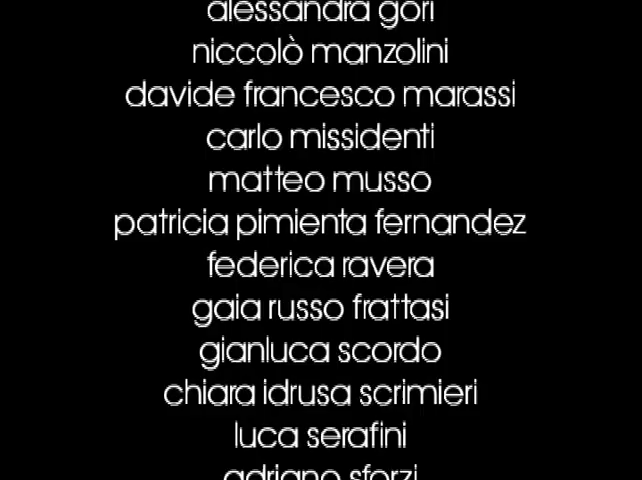 alessandra gori
niccolò manzolini
davide francesco marassi
carlo missidenti
matteo musso
patricia pimienta fernandez
federica ravera
gaia russo frattasi
gianluca scordo
chiara idrusa scrimieri
luca serafini
adriano sforzi